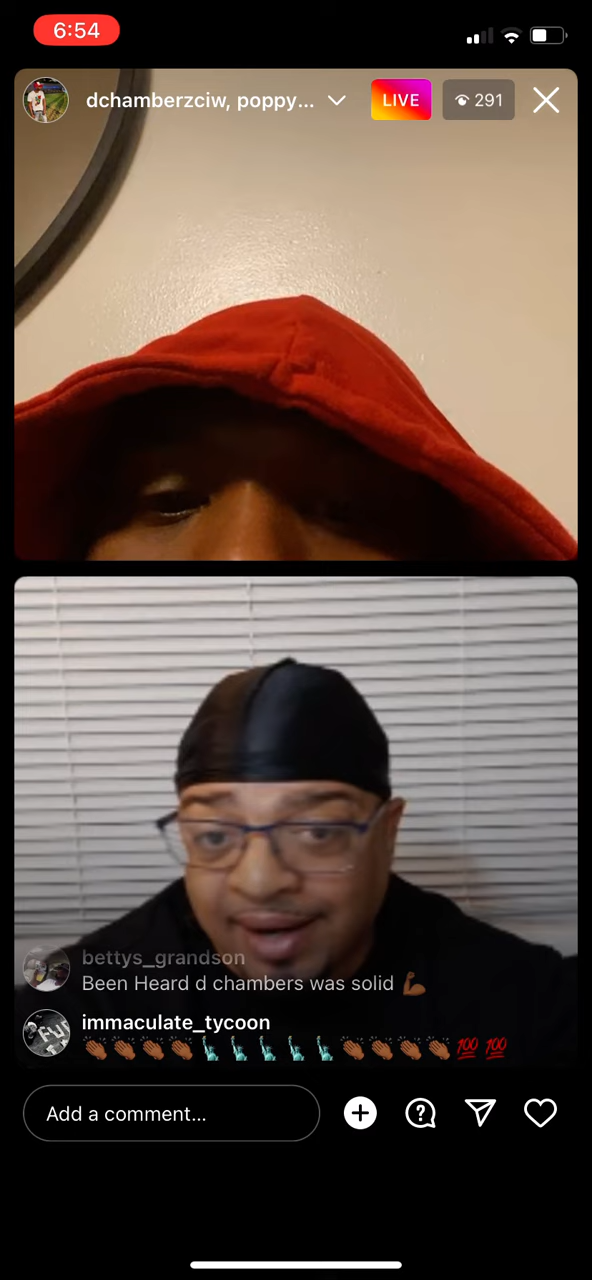 6:54
dchamberzciw, poppy...
LIVE
291
bettys_grandson
Been Heard d chambers was solid 💪🏾
immaculate_tycoon
👏🏾👏🏾👏🏾👏🏾🗽🗽🗽🗽🗽👏🏾👏🏾👏🏾👏🏾💯💯
Add a comment...